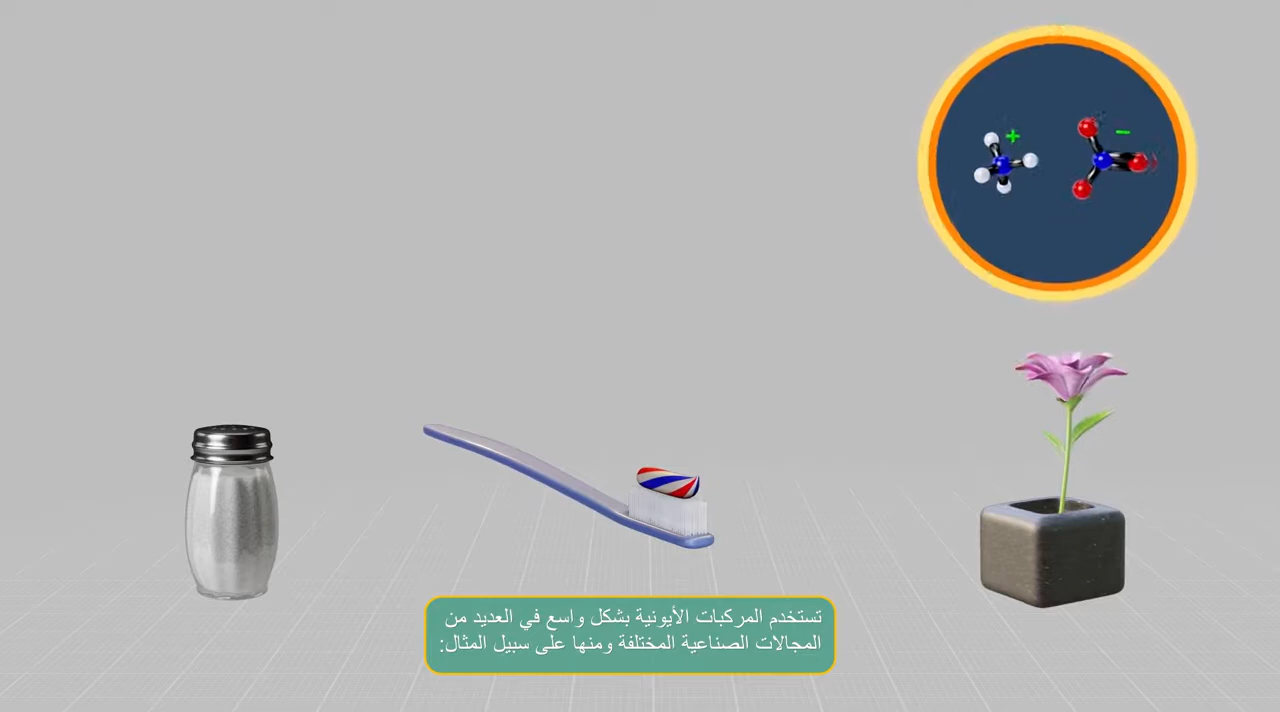 تستخدم المركبات الأيونية بشكل واسع في العديد من
المجالات الصناعية المختلفة ومنها على سبيل المثال:
+
-